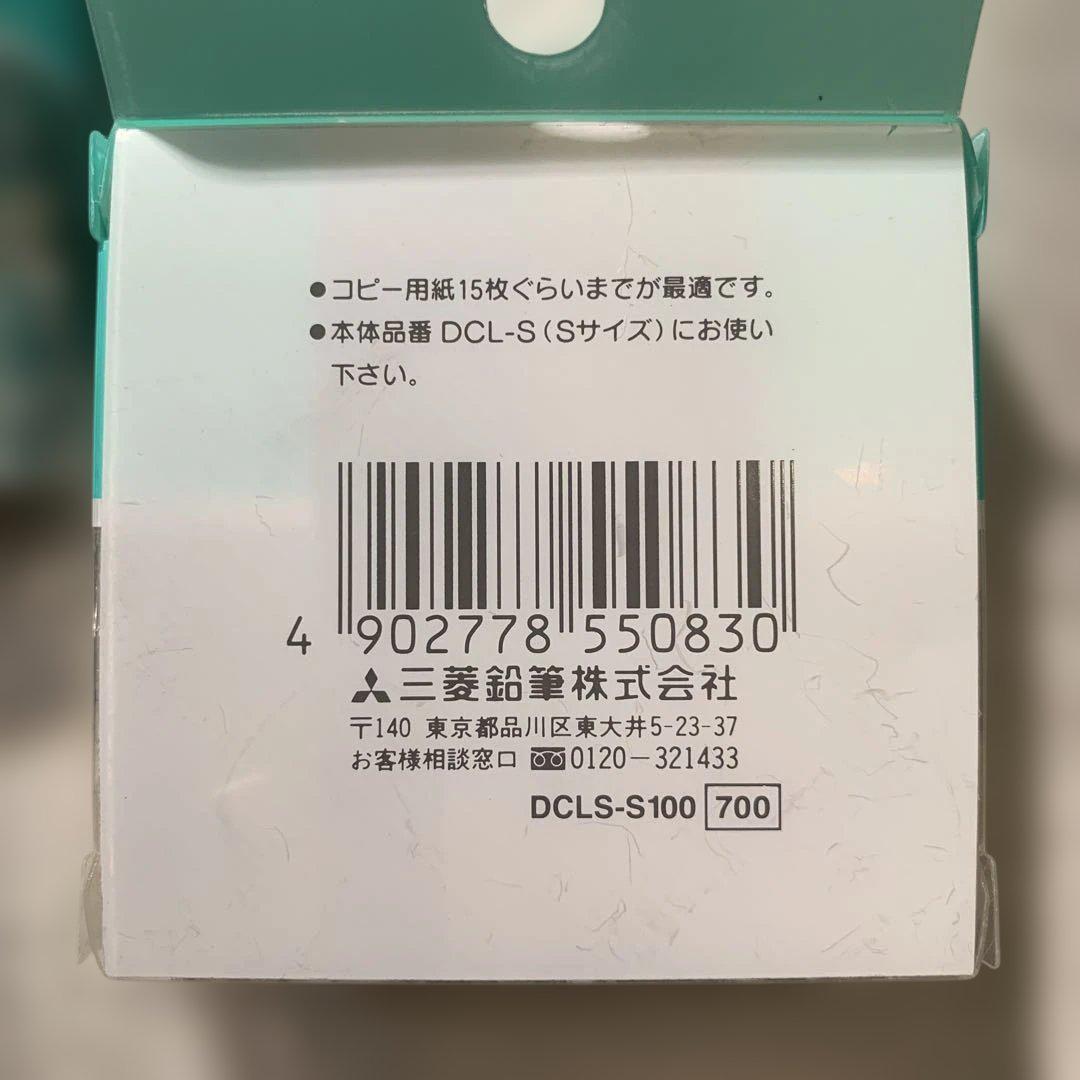 ●コピー用紙15枚ぐらいまでが最適です。
●本体品番 DCL-S(Sサイズ)にお使い
下さい。
4 902778 550830
三菱鉛筆株式会社
〒140 東京都品川区東大井5-23-37
お客様相談窓口 0120-321433
DCLS-S100 700